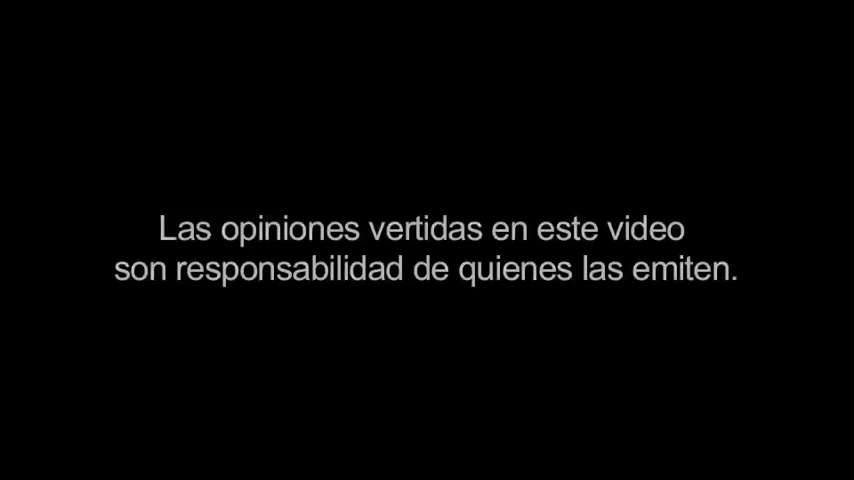 Las opiniones vertidas en este video
son responsabilidad de quienes las emiten.